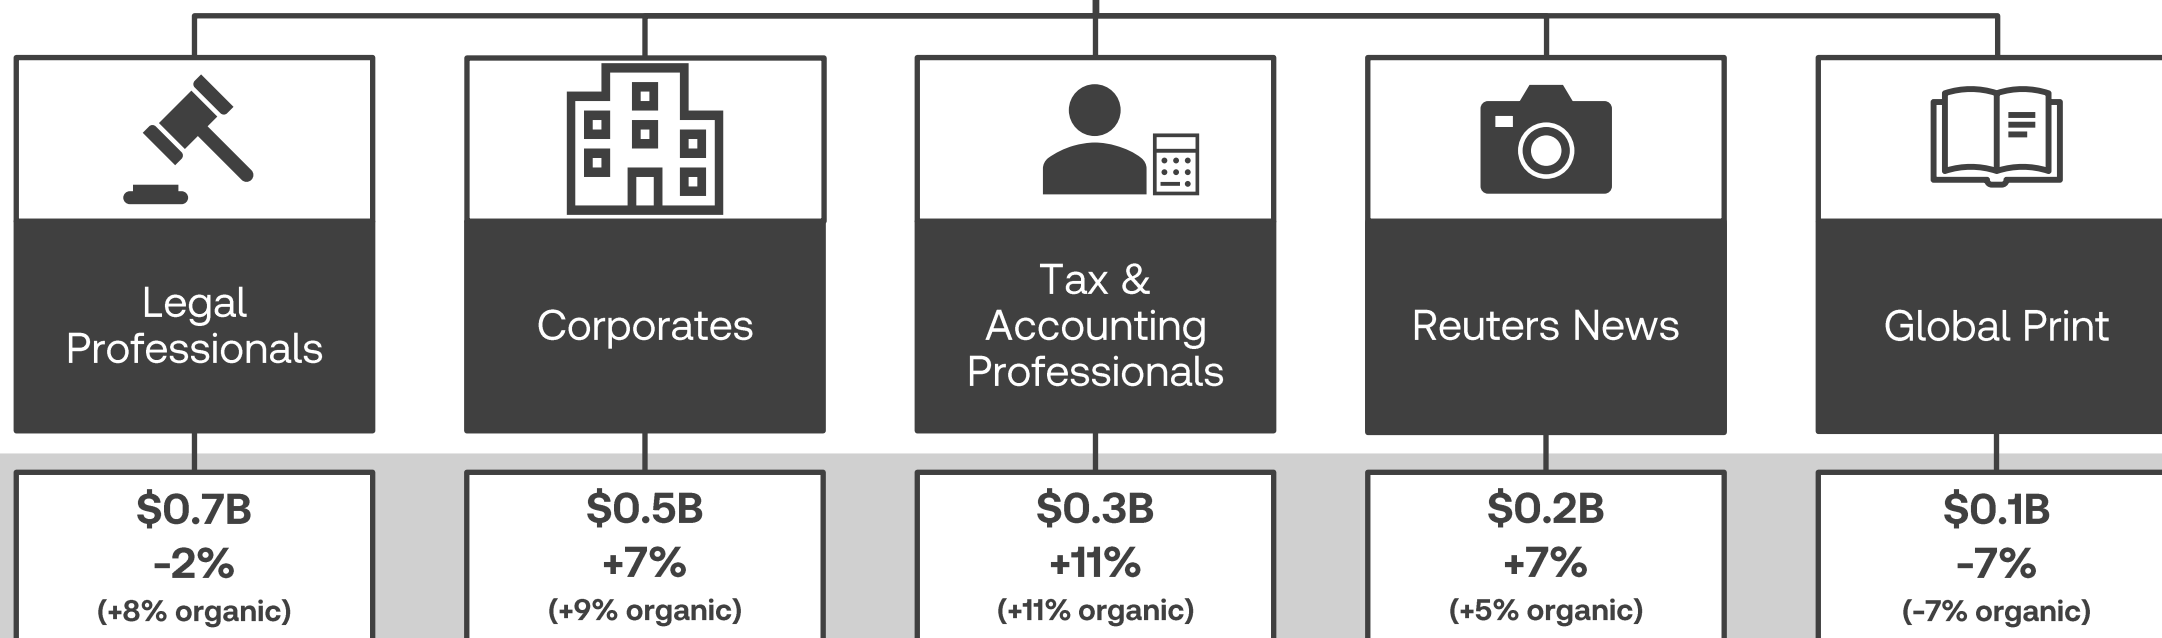 Legal
Professionals
Corporates
Tax &
Accounting
Professionals
Reuters News
Global Print
$0.7B
-2%
(+8% organic)
$0.5B
+7%
(+9% organic)
$0.3B
+11%
(+11% organic)
$0.2B
+7%
(+5% organic)
$0.1B
-7%
(-7% organic)